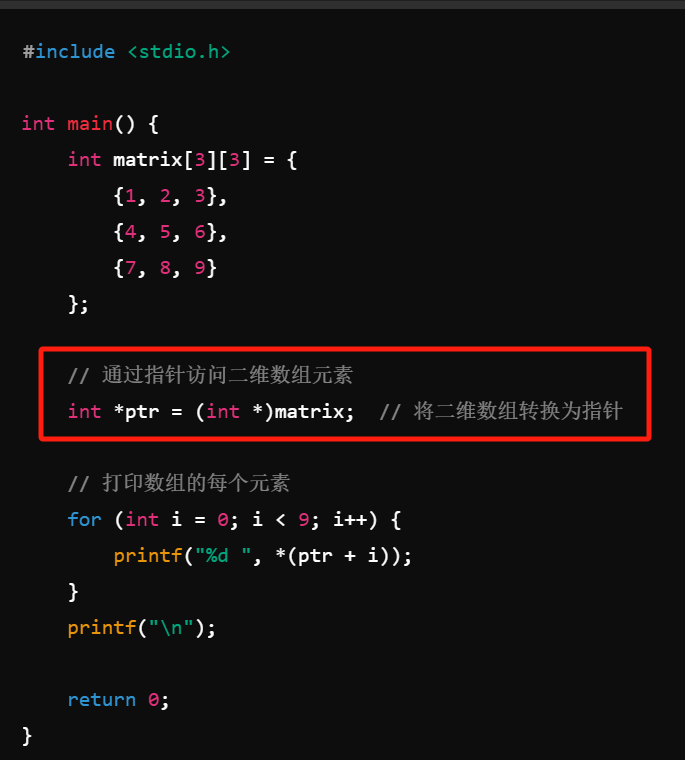 #include <stdio.h>
int main() {
    int matrix[3][3] = {
        {1, 2, 3},
        {4, 5, 6},
        {7, 8, 9}
    };
    // 通过指针访问二维数组元素
    int *ptr = (int *)matrix;  // 将二维数组转换为指针
    // 打印数组的每个元素
    for (int i = 0; i < 9; i++) {
        printf("%d ", *(ptr + i));
    }
    printf("\n");
    return 0;
}